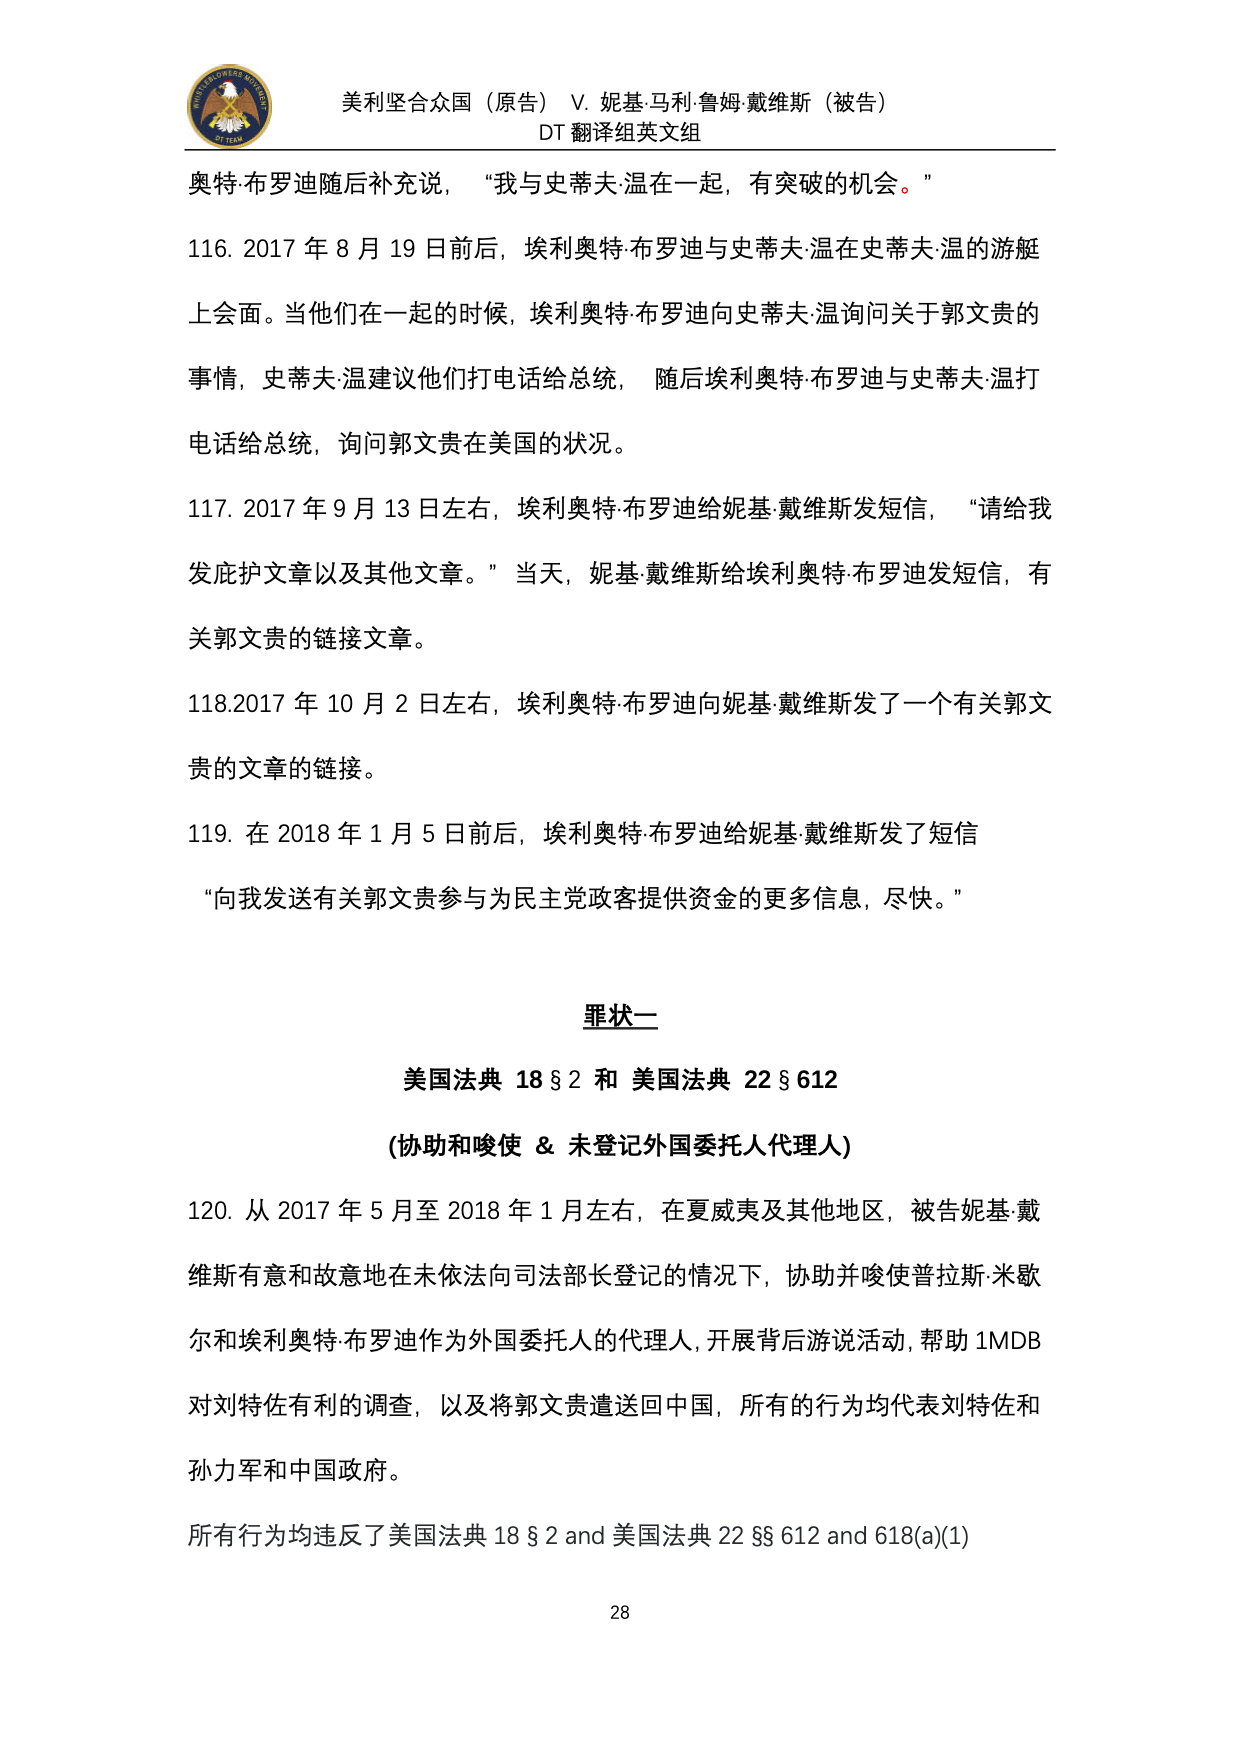 WHISTLEBLOWERS MOVEMENT
DT TEAM
美利坚合众国（原告） V. 妮基·马利·鲁姆·戴维斯（被告）
DT 翻译组英文组
奥特·布罗迪随后补充说， “我与史蒂夫·温在一起，有突破的机会。”
116. 2017 年 8 月 19 日前后，埃利奥特·布罗迪与史蒂夫·温在史蒂夫·温的游艇
上会面。当他们在一起的时候，埃利奥特·布罗迪向史蒂夫·温询问关于郭文贵的
事情，史蒂夫·温建议他们打电话给总统， 随后埃利奥特·布罗迪与史蒂夫·温打
电话给总统，询问郭文贵在美国的状况。
117. 2017 年 9 月 13 日左右，埃利奥特·布罗迪给妮基·戴维斯发短信， “请给我
发庇护文章以及其他文章。” 当天，妮基·戴维斯给埃利奥特·布罗迪发短信，有
关郭文贵的链接文章。
118.2017 年 10 月 2 日左右，埃利奥特·布罗迪向妮基·戴维斯发了一个有关郭文
贵的文章的链接。
119. 在 2018 年 1 月 5 日前后，埃利奥特·布罗迪给妮基·戴维斯发了短信
“向我发送有关郭文贵参与为民主党政客提供资金的更多信息，尽快。”
罪状一
美国法典 18 § 2 和 美国法典 22 § 612
(协助和唆使 & 未登记外国委托人代理人)
120. 从 2017 年 5 月至 2018 年 1 月左右，在夏威夷及其他地区，被告妮基·戴
维斯有意和故意地在未依法向司法部长登记的情况下，协助并唆使普拉斯·米歇
尔和埃利奥特·布罗迪作为外国委托人的代理人，开展背后游说活动，帮助 1MDB
对刘特佐有利的调查，以及将郭文贵遣送回中国，所有的行为均代表刘特佐和
孙力军和中国政府。
所有行为均违反了美国法典 18 § 2 and 美国法典 22 §§ 612 and 618(a)(1)
28